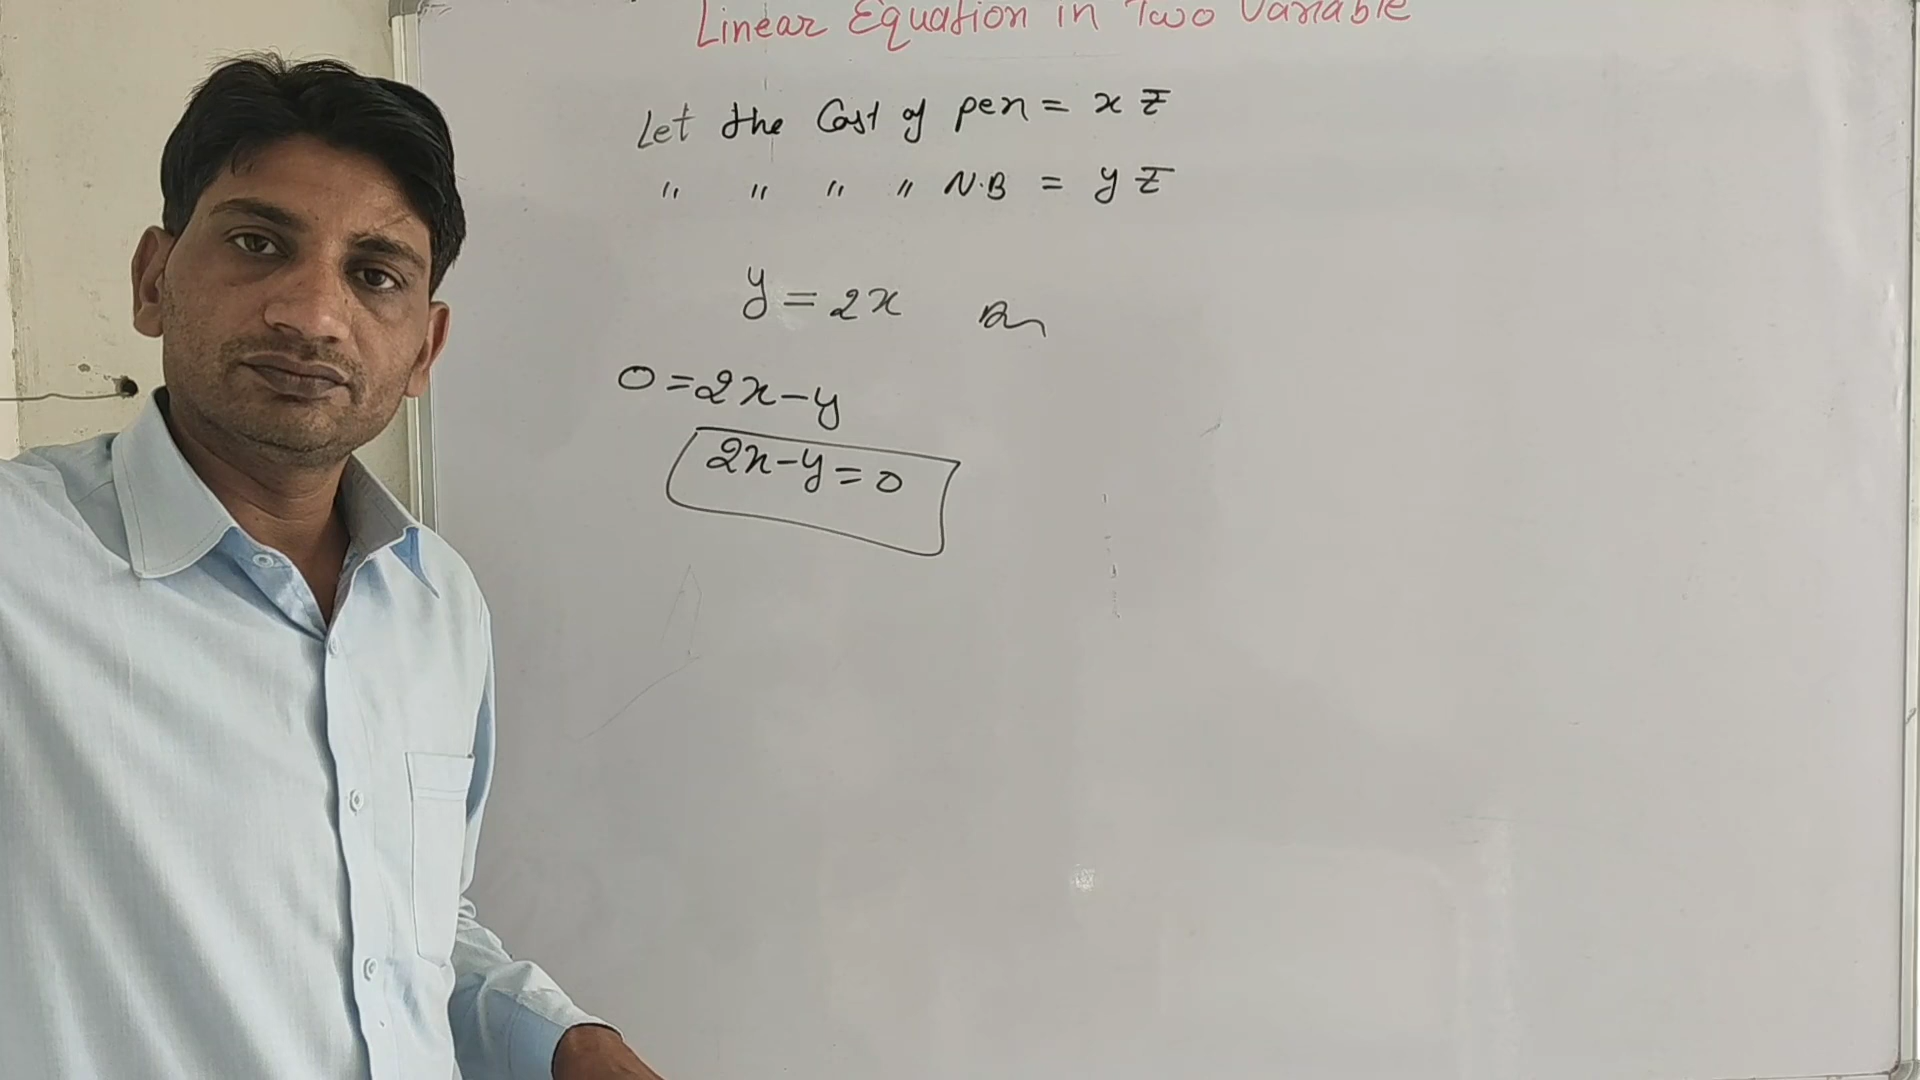 Linear Equation in Two Variable
Let the Cost of pen = x ₹
" " " " N.B = y ₹
y = 2x
0 = 2x - y
2x - y = 0